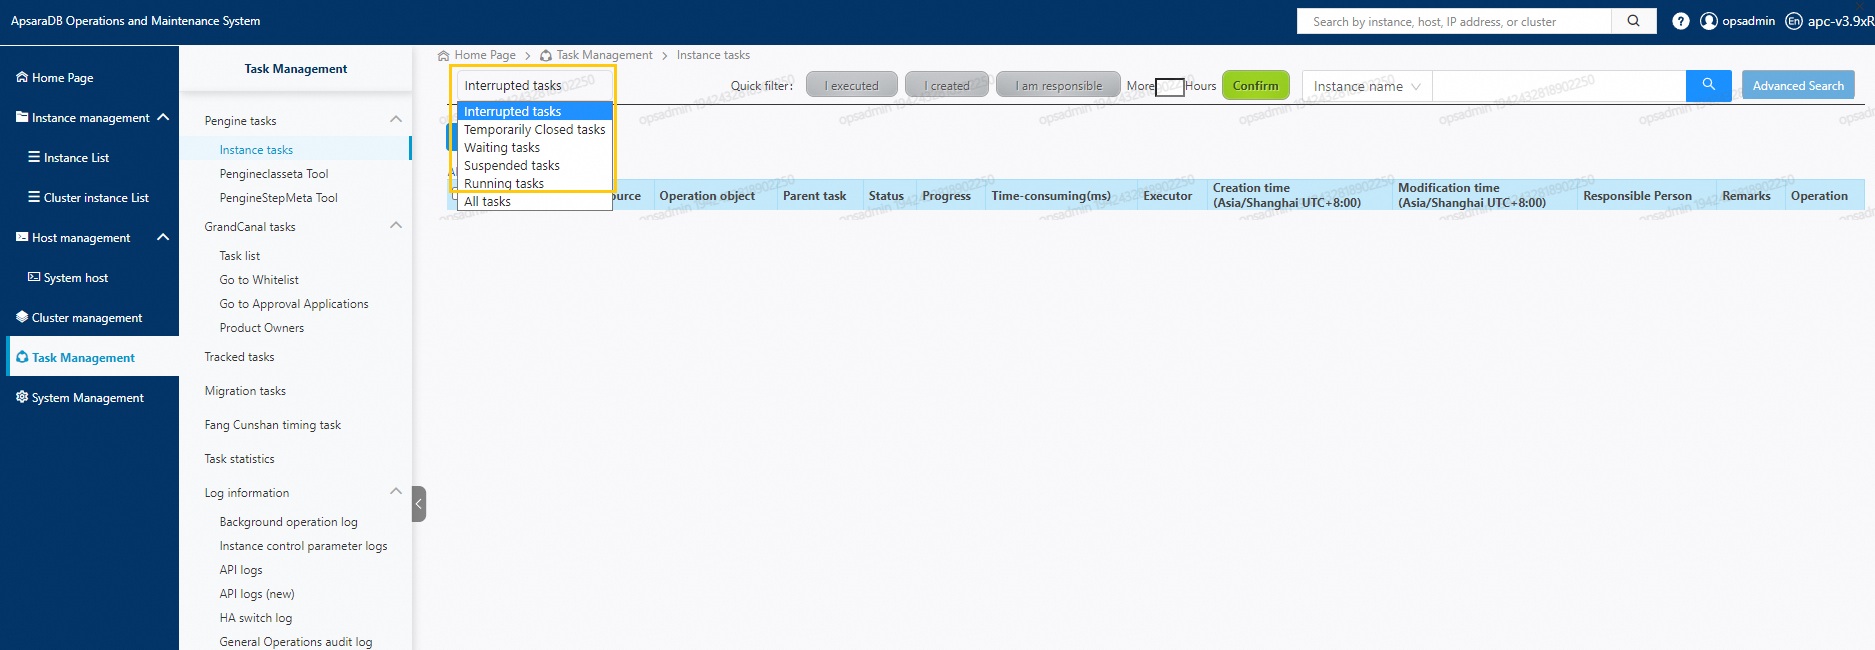 ApsaraDB Operations and Maintenance System
Search by instance, host, IP address, or cluster
? opsadmin En apc-v3.9xR
Home Page
Instance management
Instance List
Cluster instance List
Host management
System host
Cluster management
Task Management
System Management
Task Management
Pengine tasks
Instance tasks
Pengineclasseta Tool
PengineStepMeta Tool
GrandCanal tasks
Task list
Go to Whitelist
Go to Approval Applications
Product Owners
Tracked tasks
Migration tasks
Fang Cunshan timing task
Task statistics
Log information
Background operation log
Instance control parameter logs
API logs
API logs (new)
HA switch log
General Operations audit log
Home Page > Task Management > Instance tasks
Interrupted tasks
Quick filter: I executed I created I am responsible More Hours Confirm Instance name Advanced Search
Interrupted tasks
Temporarily Closed tasks
Waiting tasks
Suspended tasks
Running tasks
All tasks
Operation object Parent task Status Progress Time-consuming(ms) Executor Creation time (Asia/Shanghai UTC+8:00) Modification time (Asia/Shanghai UTC+8:00) Responsible Person Remarks Operation
opsadmin 1942432818902250